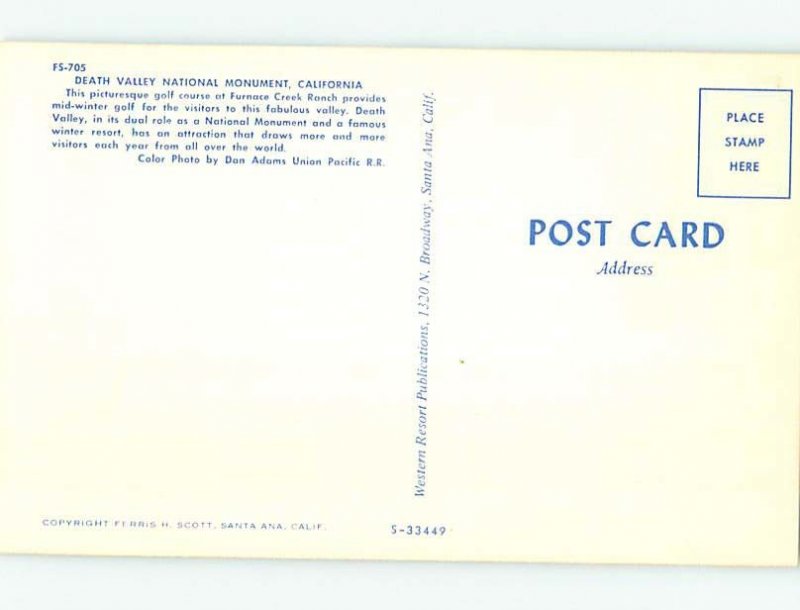 FS-705
DEATH VALLEY NATIONAL MONUMENT, CALIFORNIA
This picturesque golf course at Furnace Creek Ranch provides
mid-winter golf for the visitors to this fabulous valley. Death
Valley, in its dual role as a National Monument and a famous
winter resort, has an attraction that draws more and more
visitors each year from all over the world.
Color Photo by Dan Adams Union Pacific R.R.
Western Resort Publications, 1320 N. Broadway, Santa Ana, Calif.
PLACE
STAMP
HERE
POST CARD
Address
COPYRIGHT FERRIS H. SCOTT, SANTA ANA, CALIF.
S-33449